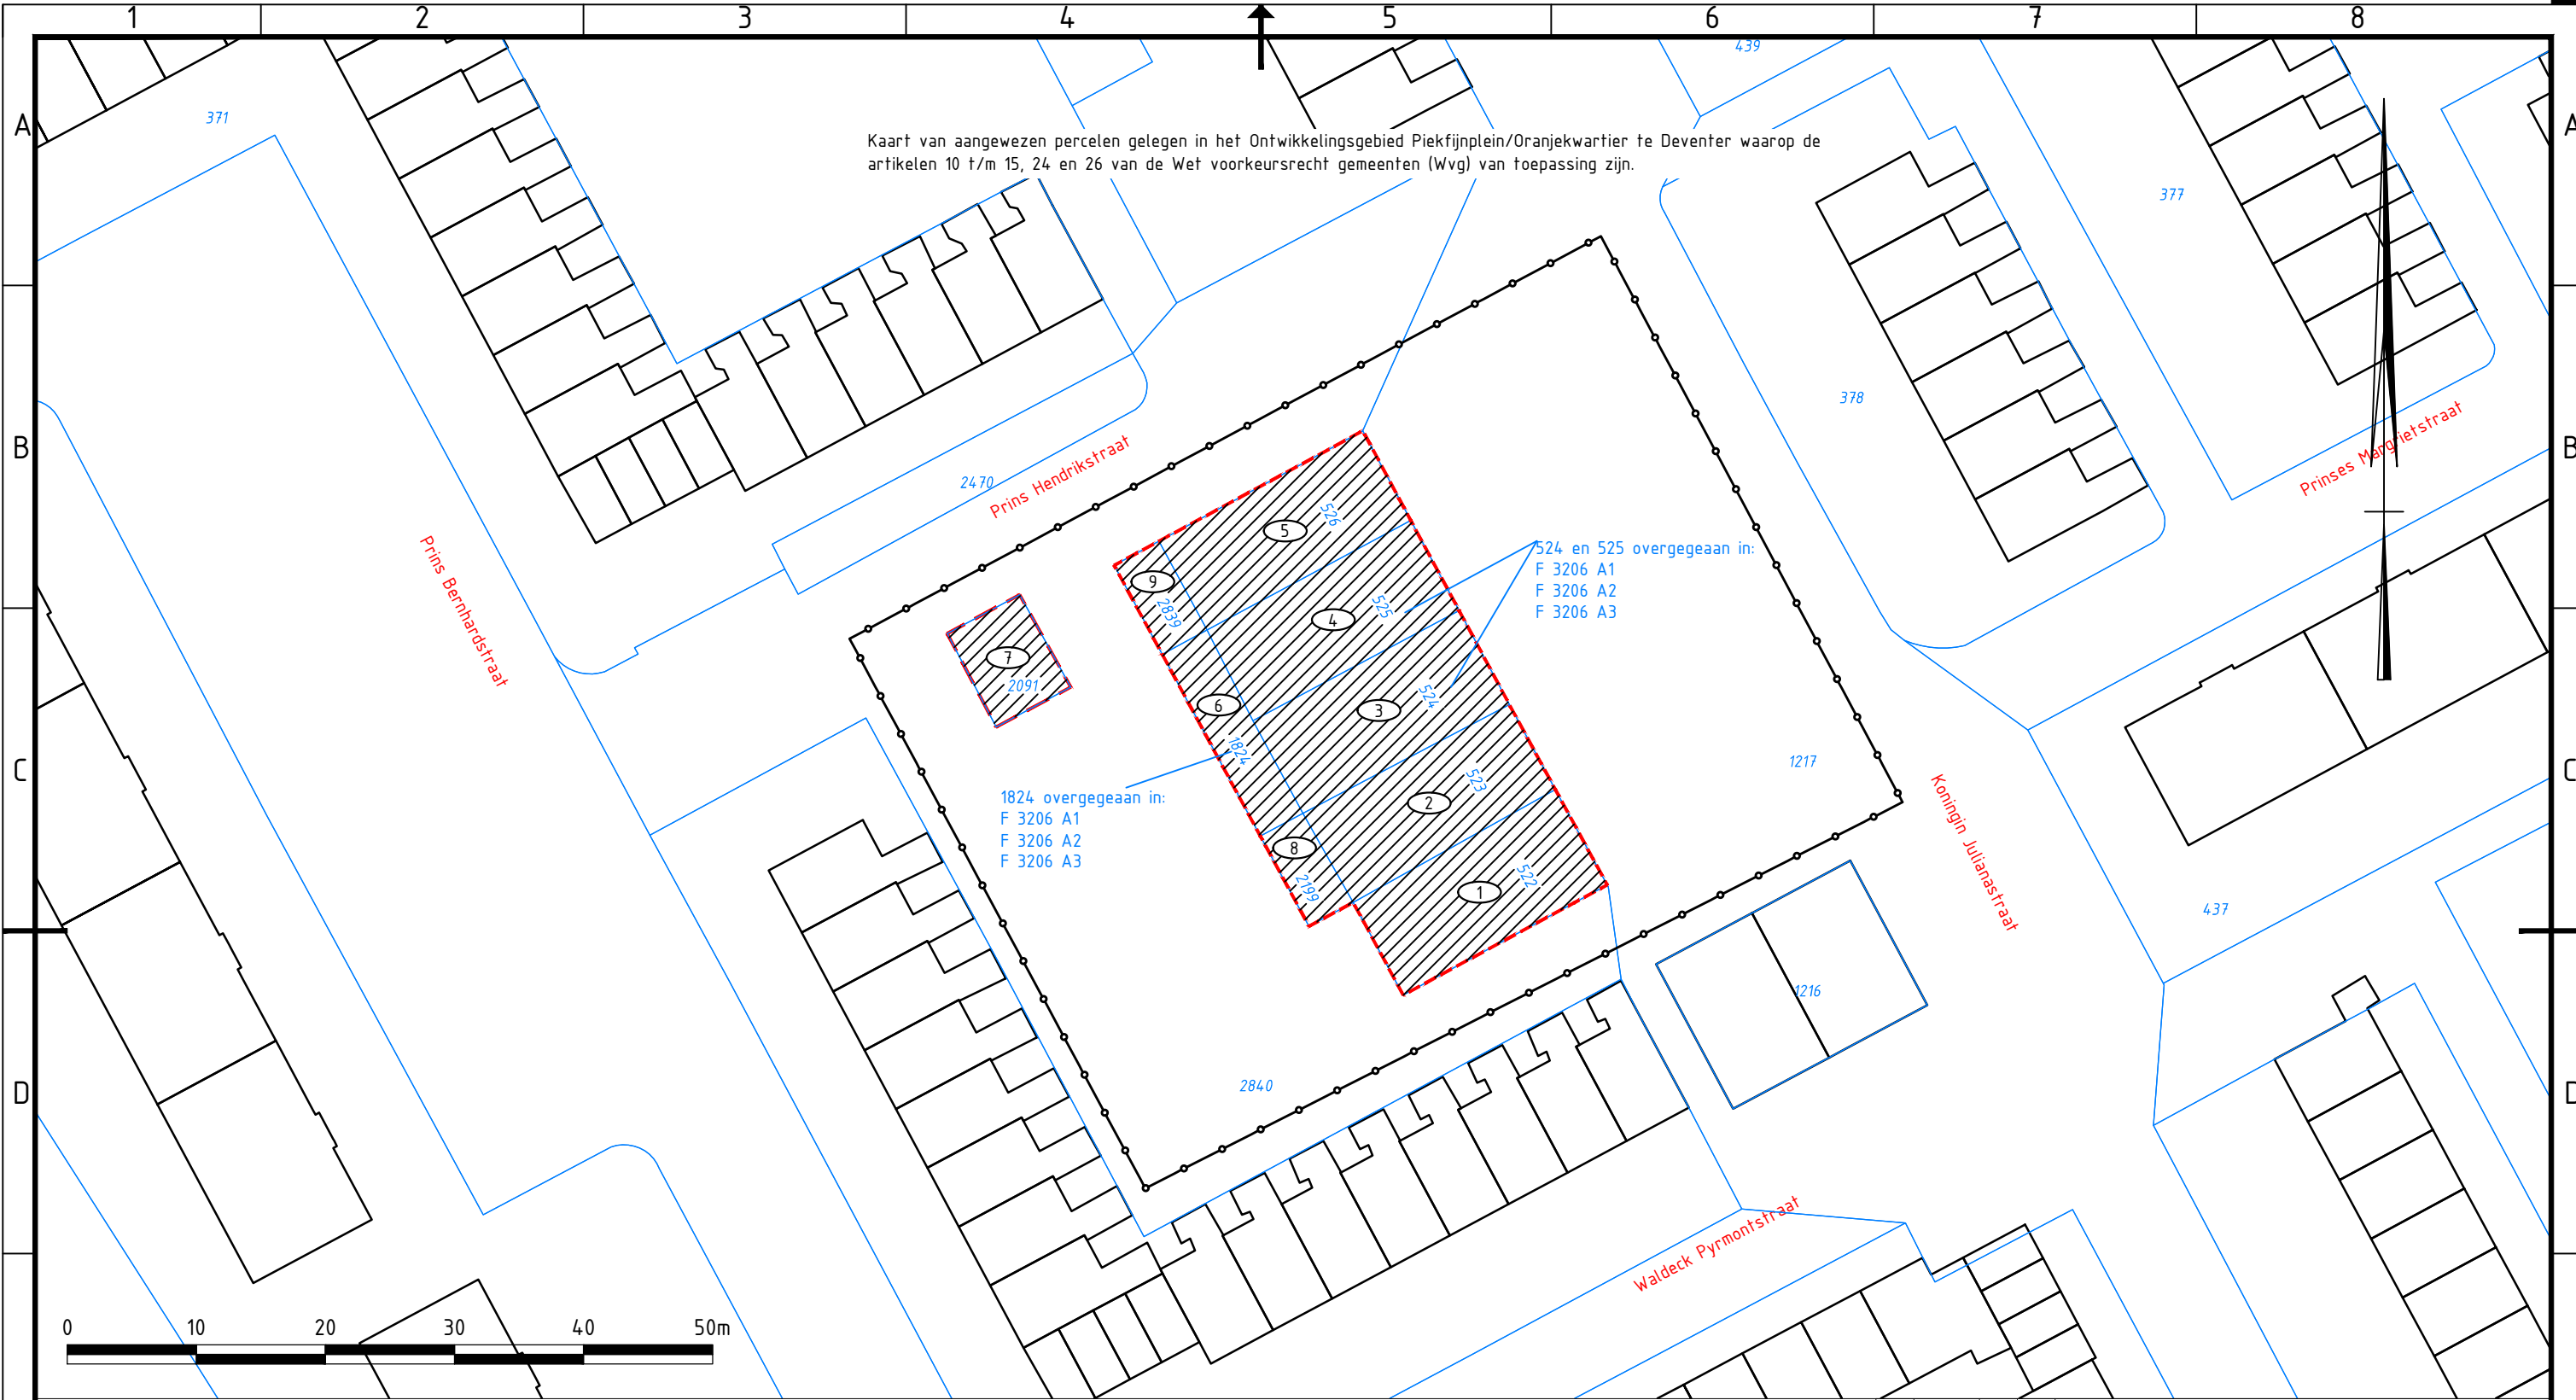 1 2 3 4 5 6 7 8
A A
439
371
Kaart van aangewezen percelen gelegen in het Ontwikkelingsgebied Piekfijnplein/Oranjekwartier te Deventer waarop de
artikelen 10 t/m 15, 24 en 26 van de Wet voorkeursrecht gemeenten (Wvg) van toepassing zijn.
377
378
B B
Prinses Margrietstraat
Prins Hendrikstraat
2470
Prins Bernhardstraat
5 526
524 en 525 overgegeaan in:
F 3206 A1
F 3206 A2
F 3206 A3
9 2839
4 525
7
2091
6 1824
3 524
C C
1217
2 523
1824 overgegeaan in:
F 3206 A1
F 3206 A2
F 3206 A3
Koningin Julianastraat
8 2199
1 522
437
1216
D D
2840
Waldeck Pyrmontstraat
0 10 20 30 40 50m